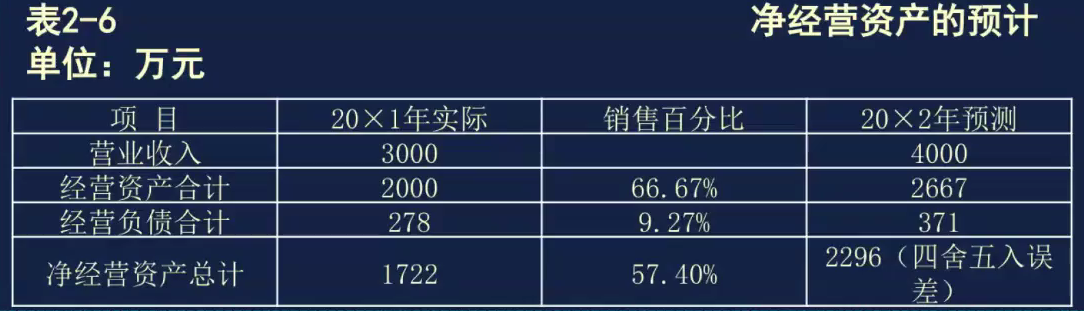 表2-6 净经营资产的预计
单位：万元
项 目 20×1年实际 销售百分比 20×2年预测
营业收入 3000 4000
经营资产合计 2000 66.67% 2667
经营负债合计 278 9.27% 371
净经营资产总计 1722 57.40% 2296（四舍五入误
差）